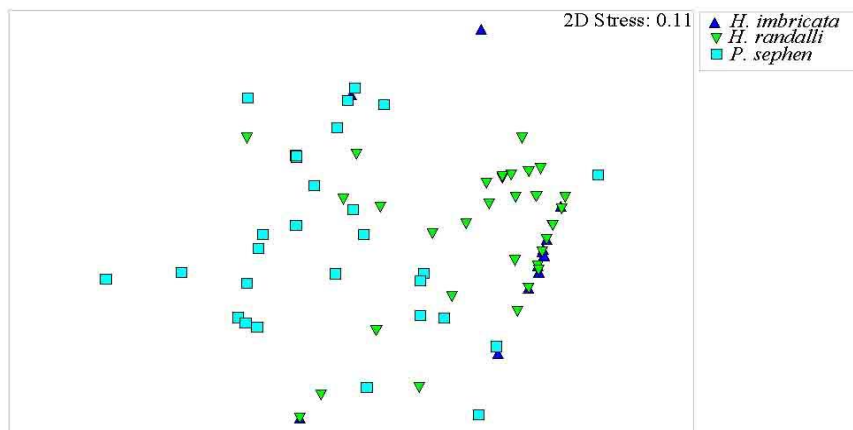 2D Stress: 0.11
H. imbricata
H. randalli
P. sephen